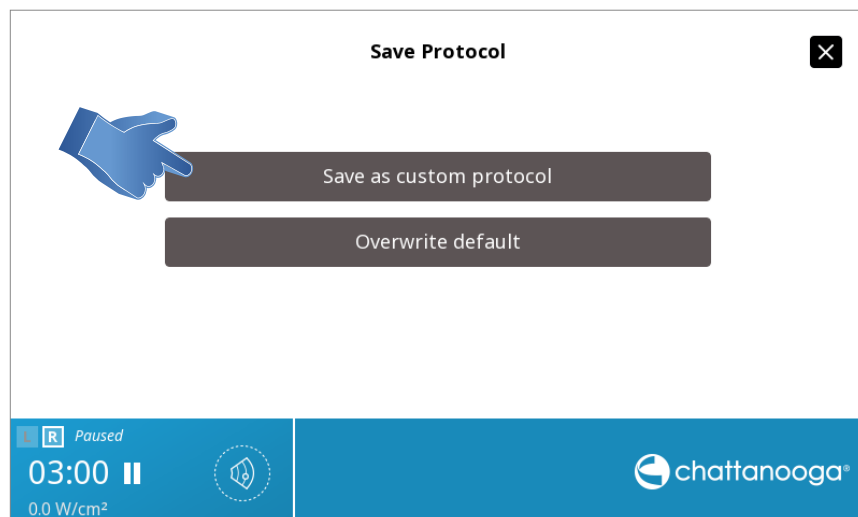 Save Protocol
Save as custom protocol
Overwrite default
L R Paused
03:00
0.0 W/cm²
chattanooga®